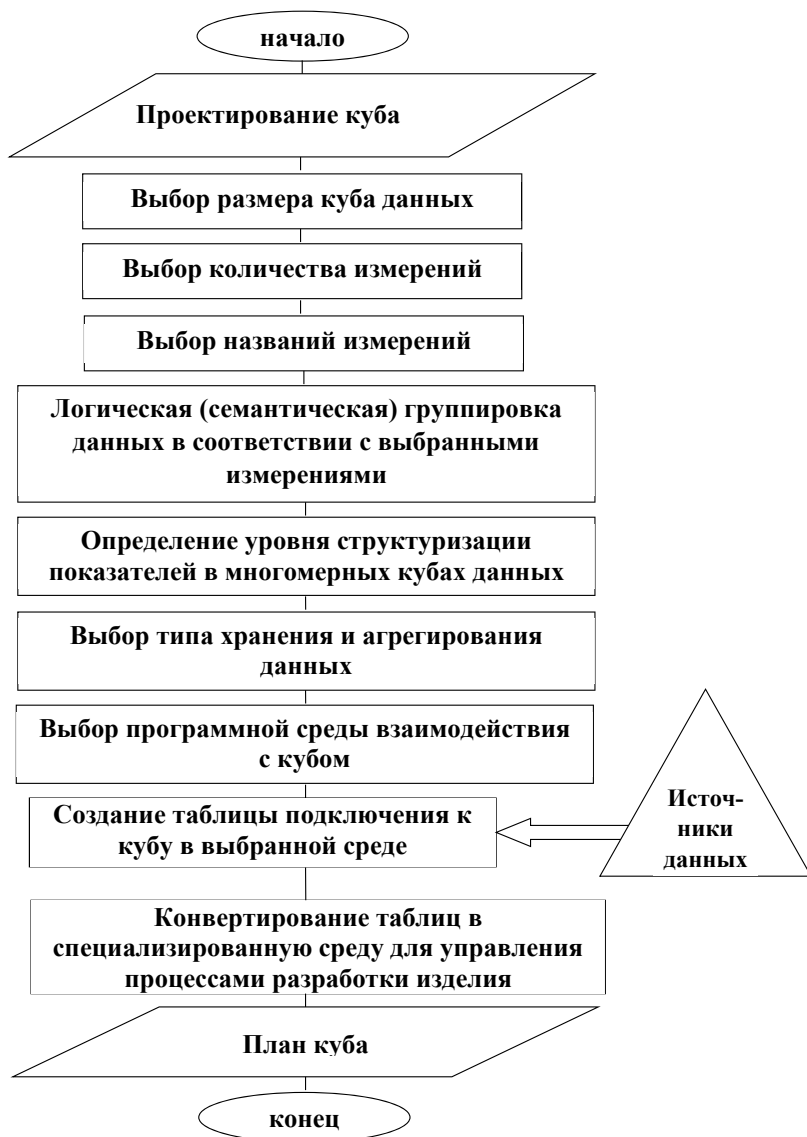 начало
Проектирование куба
Выбор размера куба данных
Выбор количества измерений
Выбор названий измерений
Логическая (семантическая) группировка
данных в соответствии с выбранными
измерениями
Определение уровня структуризации
показателей в многомерных кубах данных
Выбор типа хранения и агрегирования
данных
Выбор программной среды взаимодействия
с кубом
Создание таблицы подключения к
кубу в выбранной среде
Источ-
ники
данных
Конвертирование таблиц в
специализированную среду для управления
процессами разработки изделия
План куба
конец